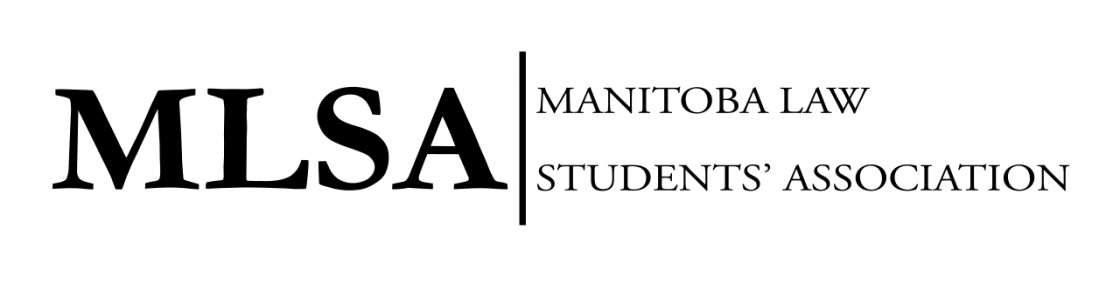 MLSA
MANITOBA LAW
STUDENTS’ ASSOCIATION